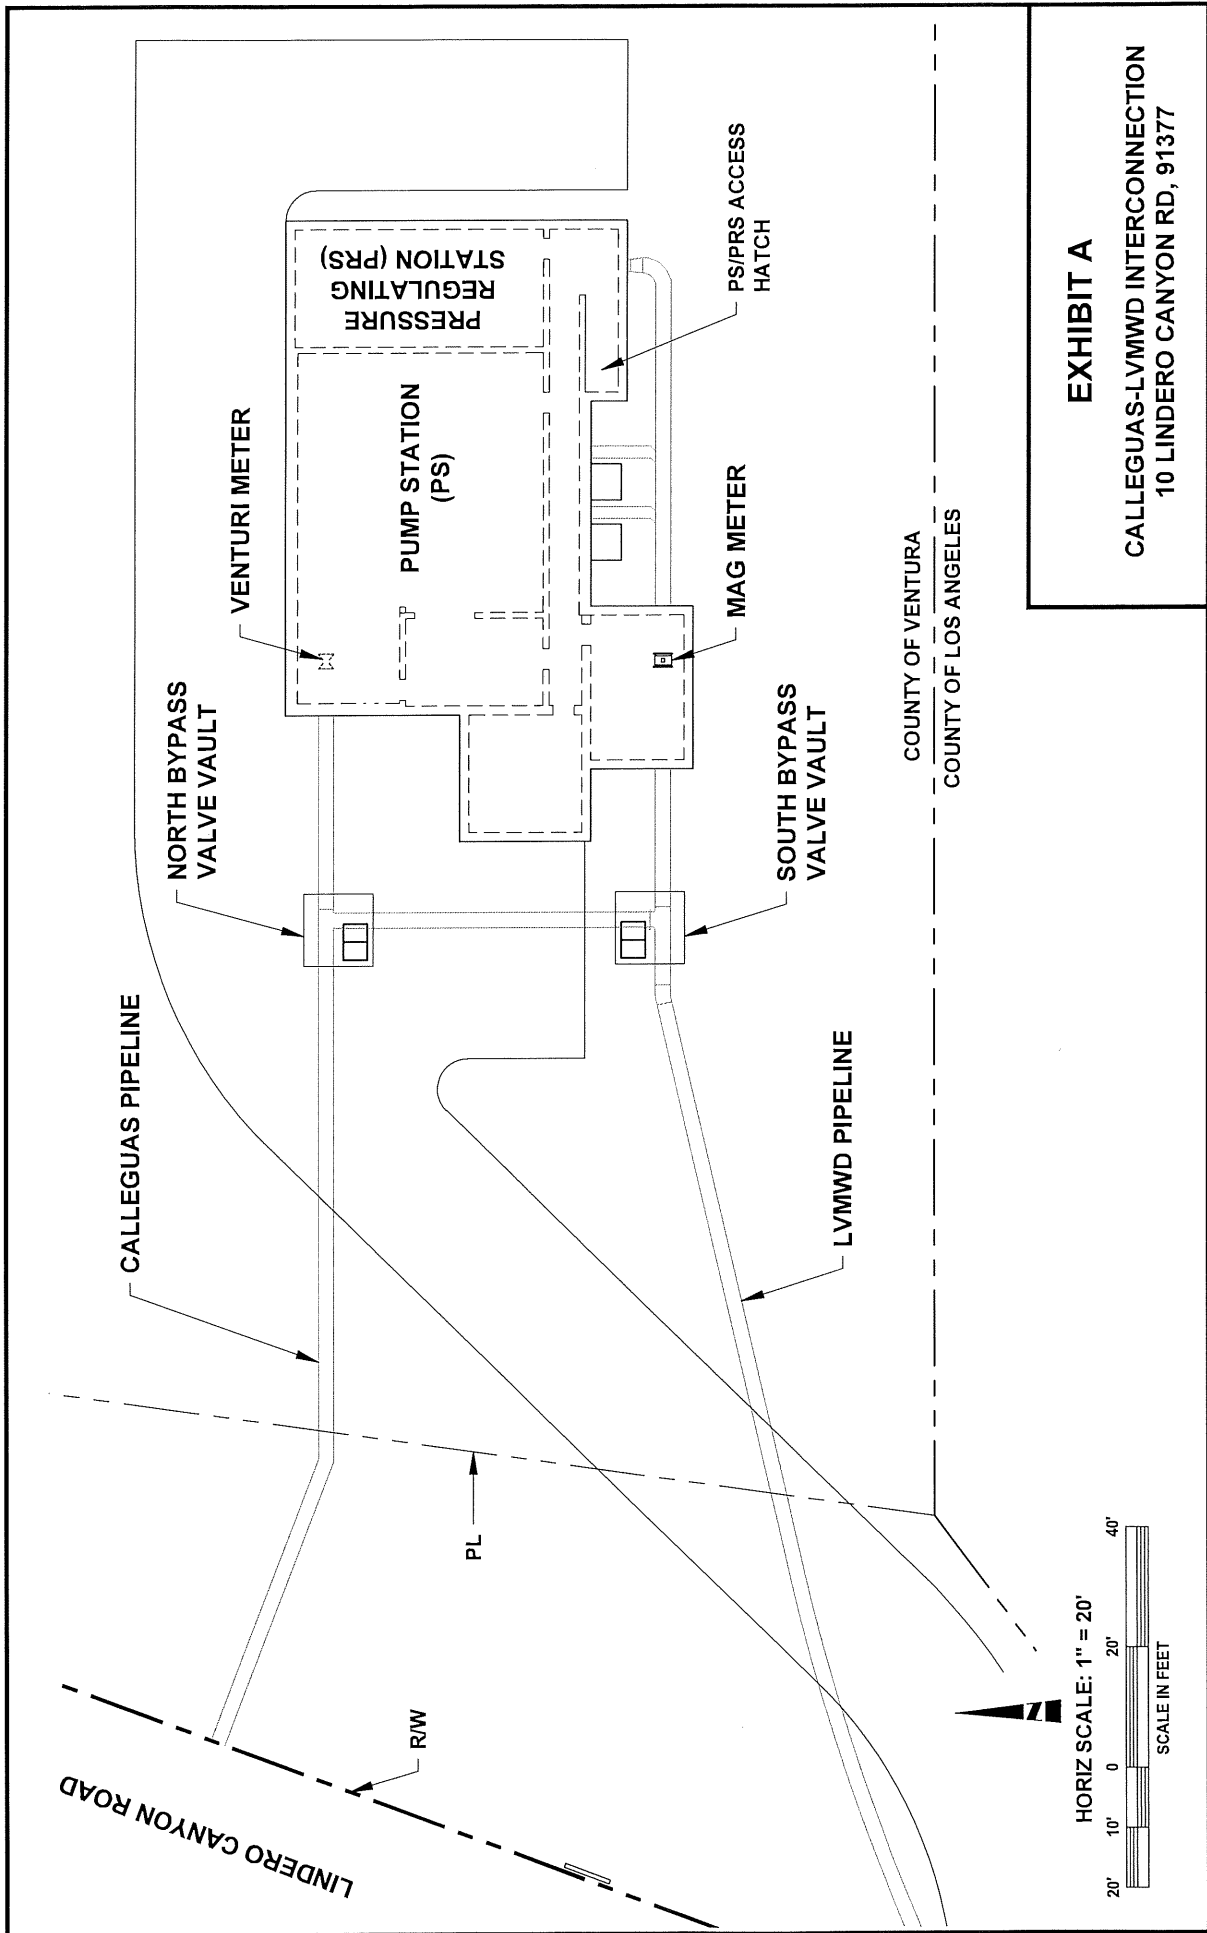 CALLEGUAS PIPELINE
NORTH BYPASS
VALVE VAULT
VENTURI METER
PUMP STATION
(PS)
PRESSURE
REGULATING
STATION (PRS)
PS/PRS ACCESS
HATCH
MAG METER
SOUTH BYPASS
VALVE VAULT
LVMWD PIPELINE
PL
R/W
LINDERO CANYON ROAD
COUNTY OF VENTURA
COUNTY OF LOS ANGELES
N
HORIZ SCALE: 1" = 20'
20' 10' 0 20' 40'
SCALE IN FEET
EXHIBIT A
CALLEGUAS-LVMWD INTERCONNECTION
10 LINDERO CANYON RD, 91377